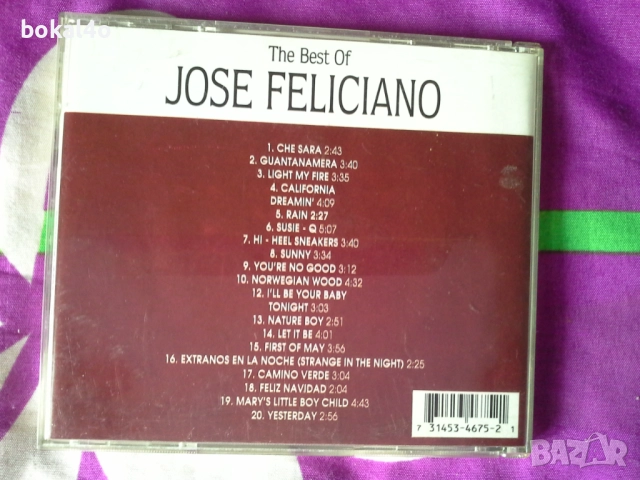 bokal46
The Best Of
JOSE FELICIANO
1. CHE SARA 2:43
2. GUANTANAMERA 3:40
3. LIGHT MY FIRE 3:35
4. CALIFORNIA
DREAMIN' 4:09
5. RAIN 2:27
6. SUSIE - Q 5:07
7. HI - HEEL SNEAKERS 3:40
8. SUNNY 3:34
9. YOU'RE NO GOOD 3:12
10. NORWEGIAN WOOD 4:32
12. I'LL BE YOUR BABY
TONIGHT 3:03
13. NATURE BOY 2:51
14. LET IT BE 4:01
15. FIRST OF MAY 3:56
16. EXTRANOS EN LA NOCHE (STRANGE IN THE NIGHT) 2:25
17. CAMINO VERDE 3:04
18. FELIZ NAVIDAD 2:04
19. MARY'S LITTLE BOY CHILD 4:43
20. YESTERDAY 2:56
7 31453-4675-2 1
BAZAR